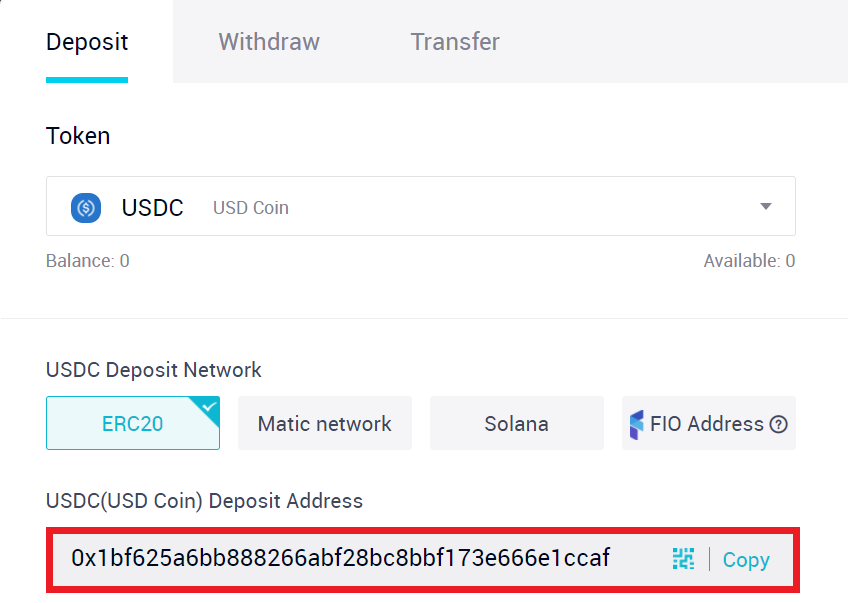 Deposit Withdraw Transfer
Token
USDC USD Coin
Balance: 0 Available: 0
USDC Deposit Network
ERC20 Matic network Solana FIO Address
USDC(USD Coin) Deposit Address
0x1bf625a6bb888266abf28bc8bbf173e666e1ccaf Copy